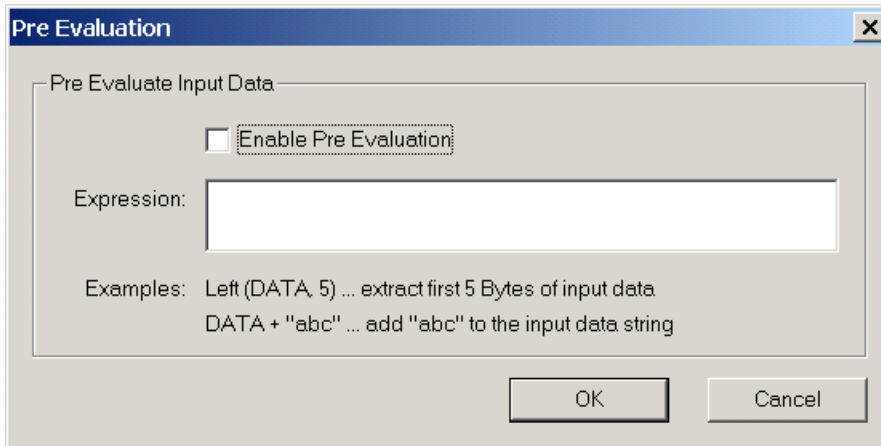 Pre Evaluation
Pre Evaluate Input Data
Enable Pre Evaluation
Expression:
Examples: Left (DATA, 5) ... extract first 5 Bytes of input data
DATA + "abc" ... add "abc" to the input data string
OK Cancel